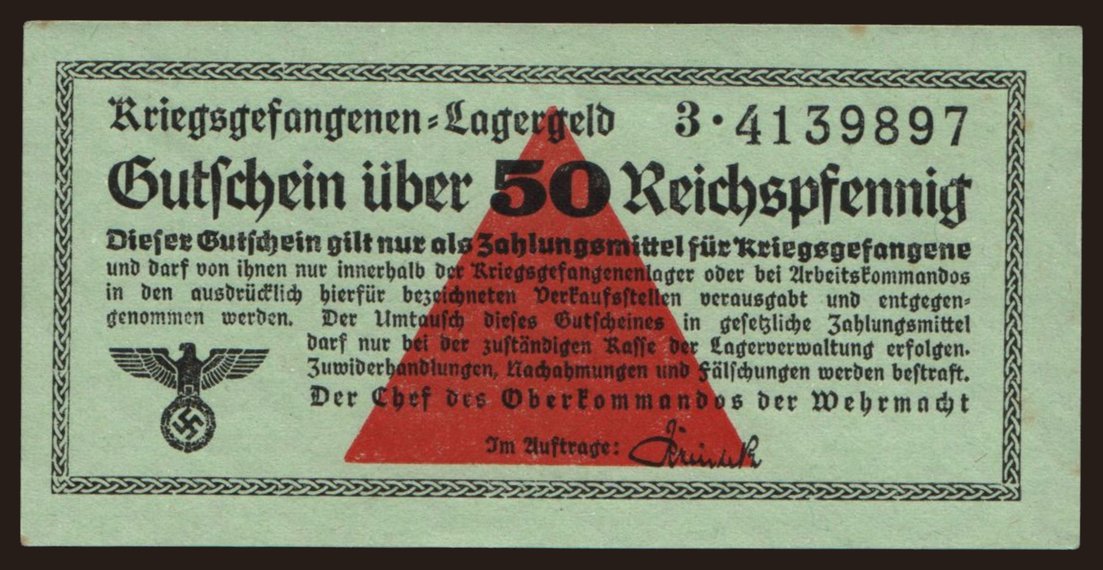 Kriegsgefangenen-Lagergeld 3·4139897
Gutschein über 50 Reichspfennig
Dieser Gutschein gilt nur als Zahlungsmittel für Kriegsgefangene
und darf von ihnen nur innerhalb der Kriegsgefangenenlager oder bei Arbeitskommandos
in den ausdrücklich hierfür bezeichneten Verkaufsstellen verausgabt und entgegen-
genommen werden. Der Umtausch dieses Gutscheines in gesetzliche Zahlungsmittel
darf nur bei der zuständigen Kasse der Lagerverwaltung erfolgen.
Zuwiderhandlungen, Nachahmungen und Fälschungen werden bestraft.
Der Chef des Oberkommandos der Wehrmacht
Im Auftrage: